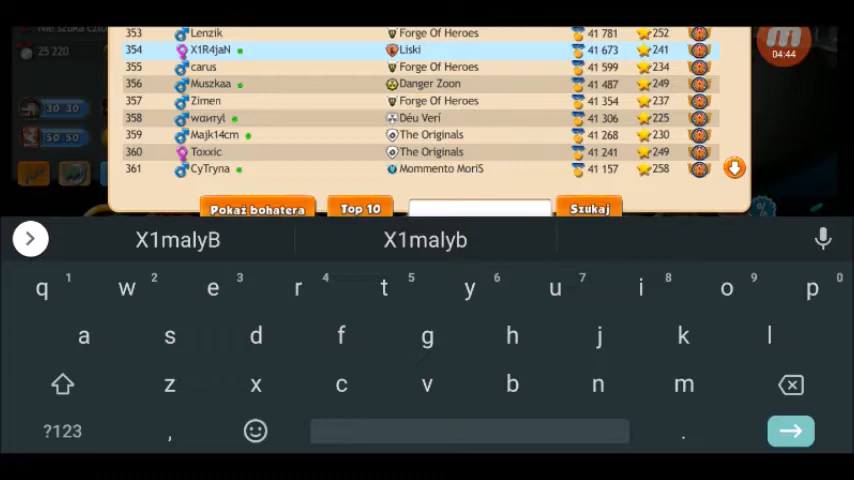 353 Lenzik Forge Of Heroes 41 781 252
354 X1R4jaN Liski 41 673 241
25 220
355 carus Forge Of Heroes 41 599 234
04:44
356 Muszkaa Danger Zoon 41 487 249
357 Zimen Forge Of Heroes 41 354 237
30 30
358 wαитyl Déu Verí 41 306 225
359 Majk14cm The Originals 41 268 230
50 50
360 Toxxic The Originals 41 241 249
361 CyTryna Mommento MoriS 41 157 258
Pokaż bohatera Top 10 Szukaj
X1malyB X1malyb
q 1 w 2 e 3 r 4 t 5 y 6 u 7 i 8 o 9 p 0
a s d f g h j k l
z x c v b n m
?123 , .